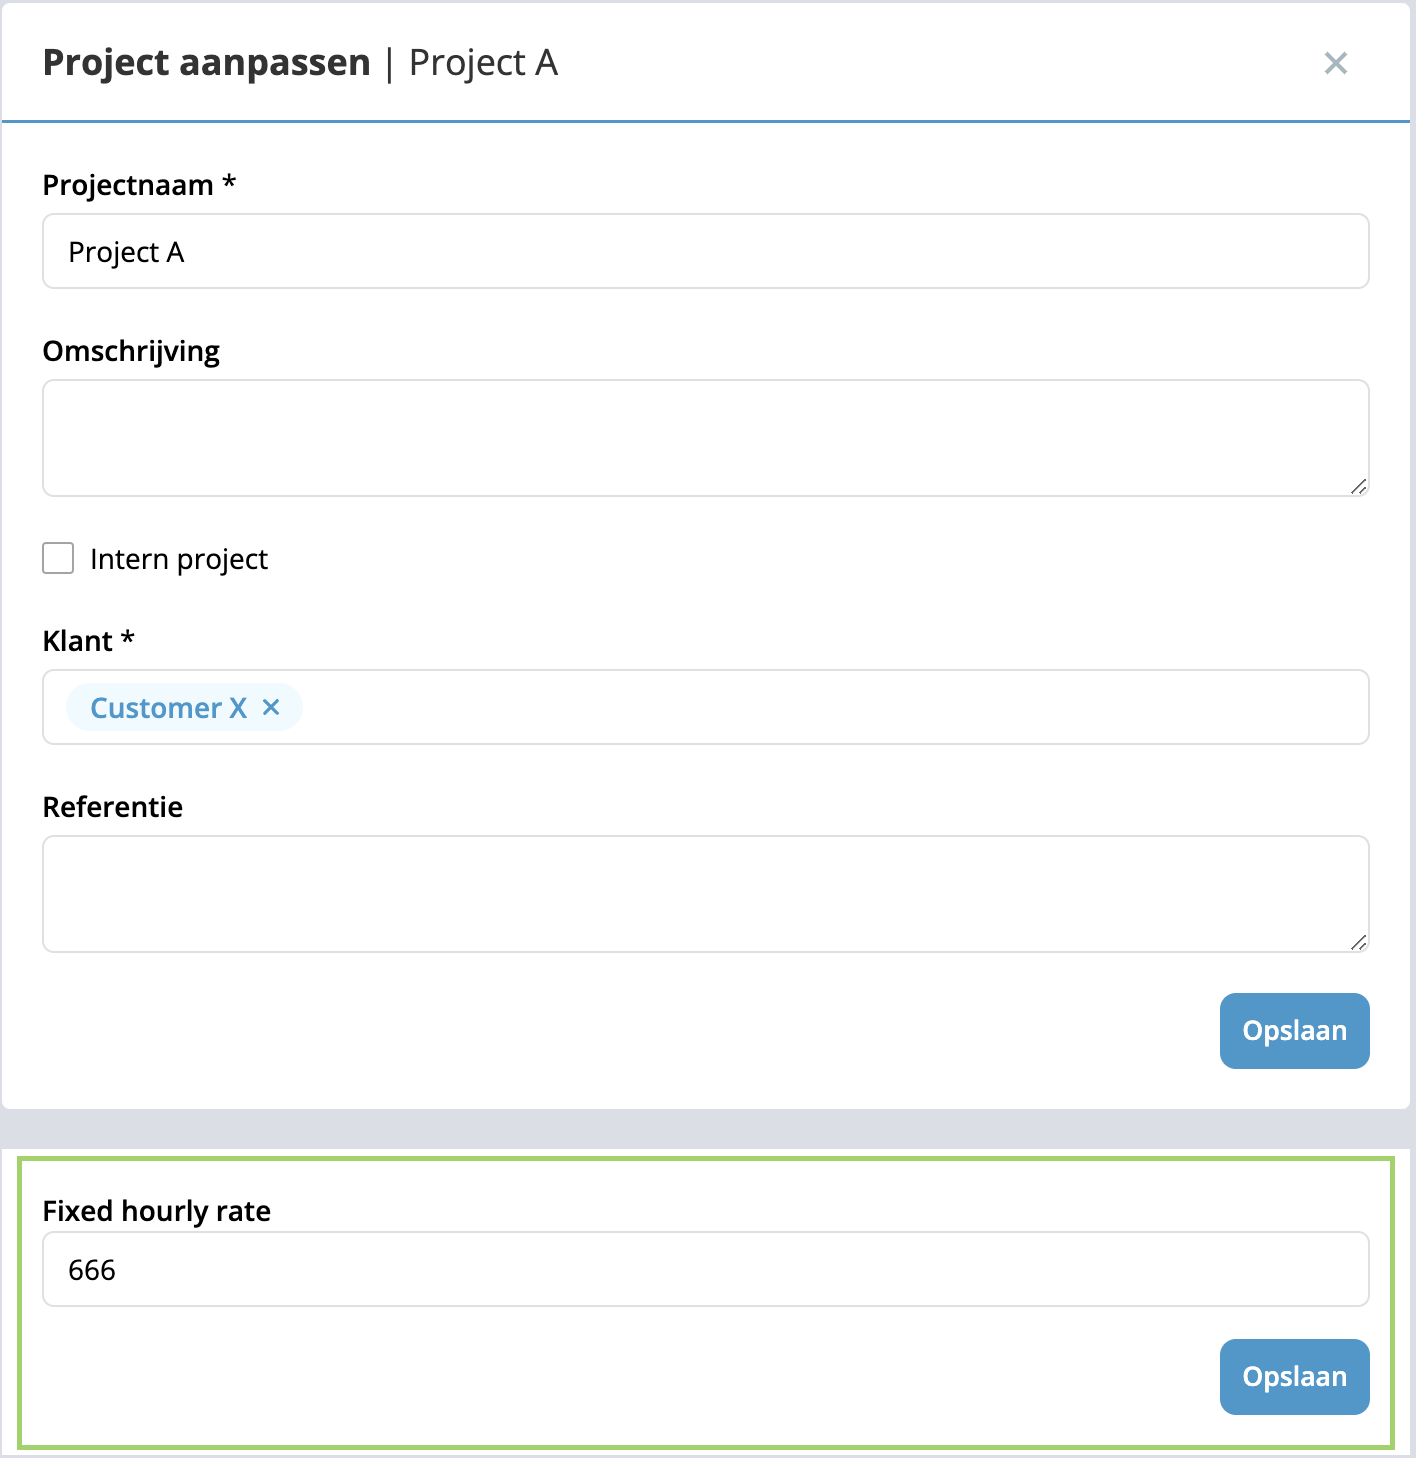 Project aanpassen | Project A
Projectnaam *
Project A
Omschrijving
Intern project
Klant *
Customer X ×
Referentie
Opslaan
Fixed hourly rate
666
Opslaan